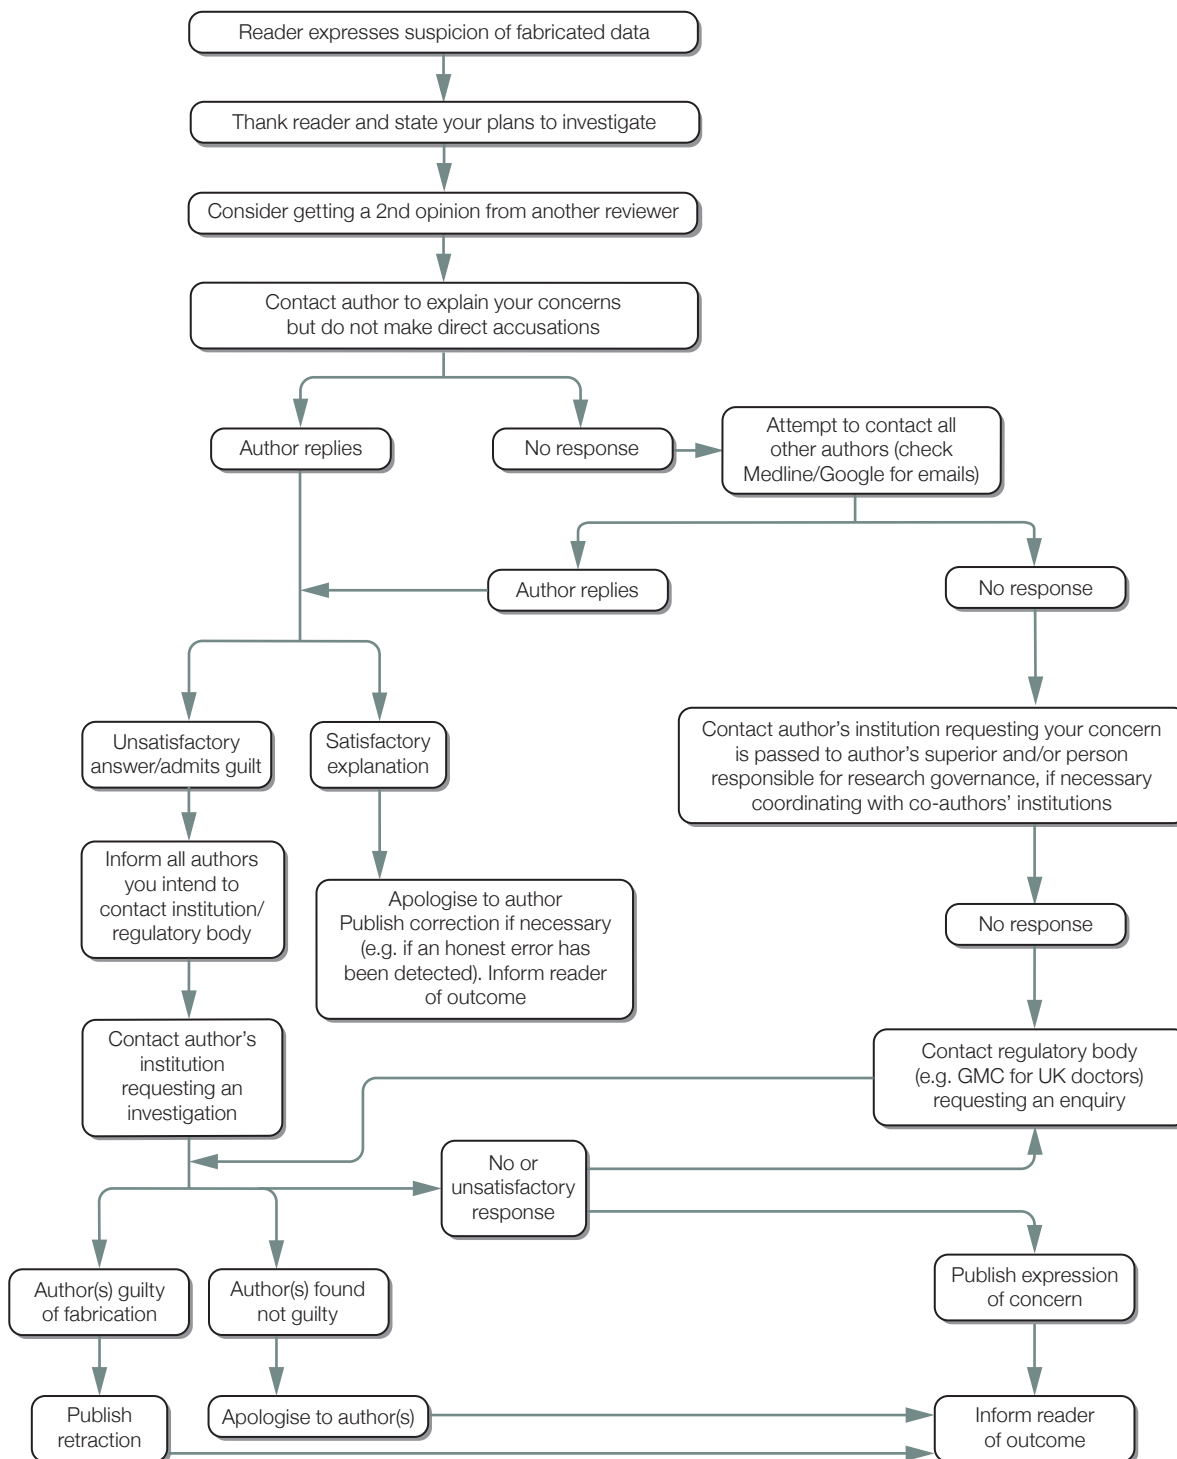 Reader expresses suspicion of fabricated data
Thank reader and state your plans to investigate
Consider getting a 2nd opinion from another reviewer
Contact author to explain your concerns
but do not make direct accusations
Author replies
No response
Attempt to contact all
other authors (check
Medline/Google for emails)
Author replies
No response
Unsatisfactory
answer/admits guilt
Satisfactory
explanation
Contact author's institution requesting your concern
is passed to author's superior and/or person
responsible for research governance, if necessary
coordinating with co-authors' institutions
Inform all authors
you intend to
contact institution/
regulatory body
Apologise to author
Publish correction if necessary
(e.g. if an honest error has
been detected). Inform reader
of outcome
No response
Contact author's
institution
requesting an
investigation
Contact regulatory body
(e.g. GMC for UK doctors)
requesting an enquiry
No or
unsatisfactory
response
Author(s) guilty
of fabrication
Author(s) found
not guilty
Publish expression
of concern
Publish
retraction
Apologise to author(s)
Inform reader
of outcome